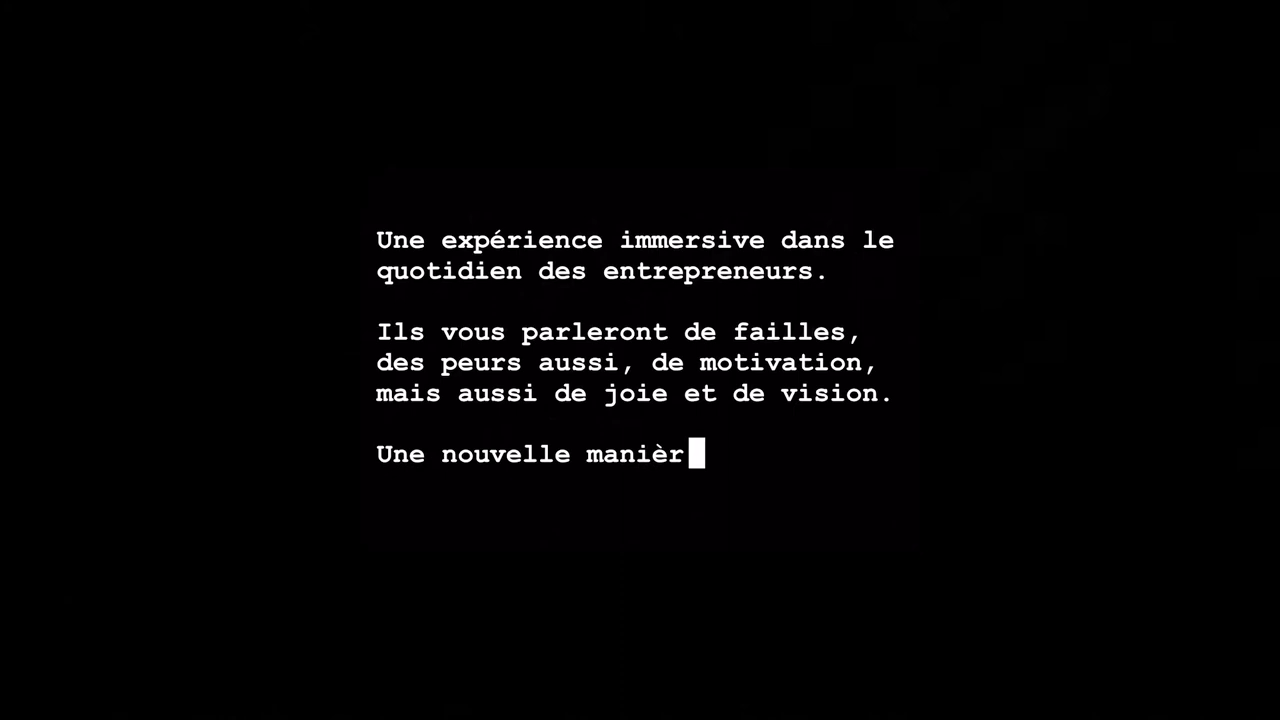 Une expérience immersive dans le
quotidien des entrepreneurs.
Ils vous parleront de failles,
des peurs aussi, de motivation,
mais aussi de joie et de vision.
Une nouvelle manièr